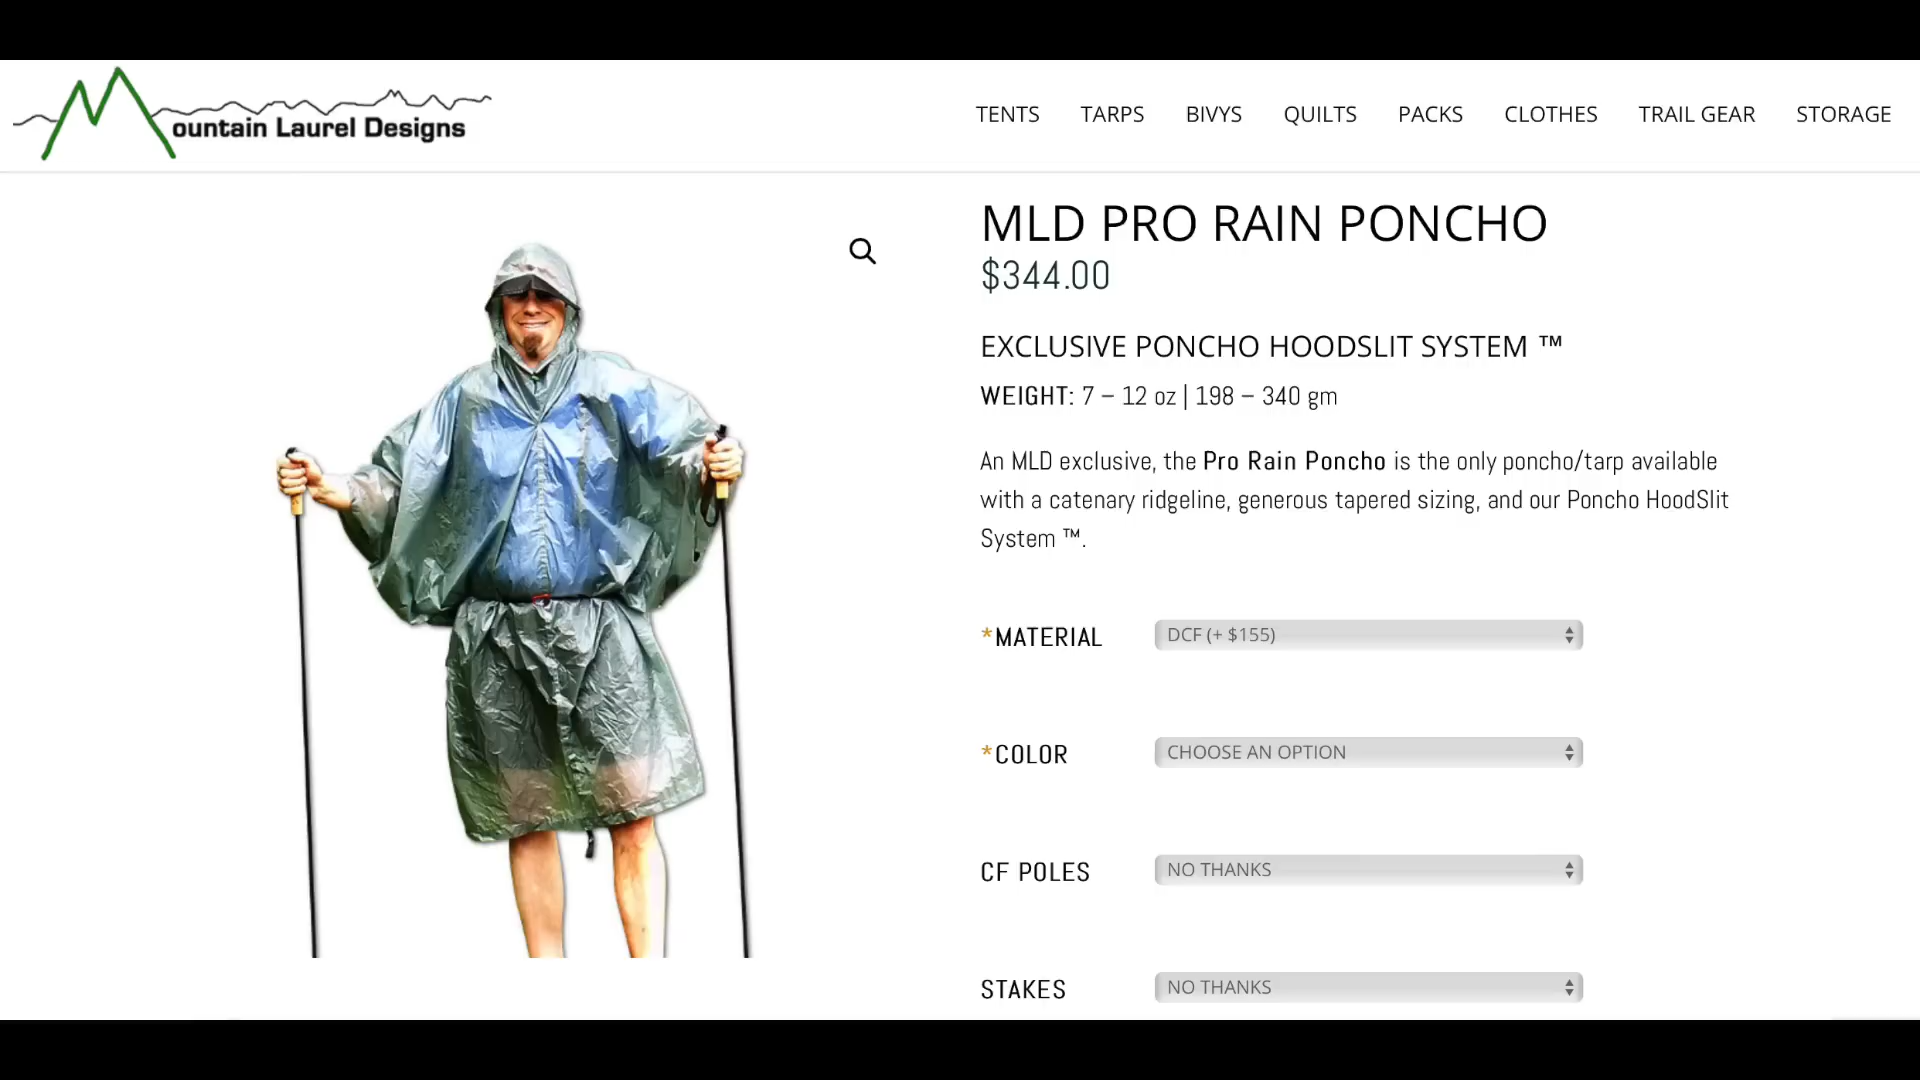 ountain Laurel Designs
TENTS TARPS BIVYS QUILTS PACKS CLOTHES TRAIL GEAR STORAGE
MLD PRO RAIN PONCHO
$344.00
EXCLUSIVE PONCHO HOODSLIT SYSTEM ™
WEIGHT: 7 – 12 oz | 198 – 340 gm
An MLD exclusive, the Pro Rain Poncho is the only poncho/tarp available
with a catenary ridgeline, generous tapered sizing, and our Poncho HoodSlit
System ™.
*MATERIAL DCF (+ $155)
*COLOR CHOOSE AN OPTION
CF POLES NO THANKS
STAKES NO THANKS